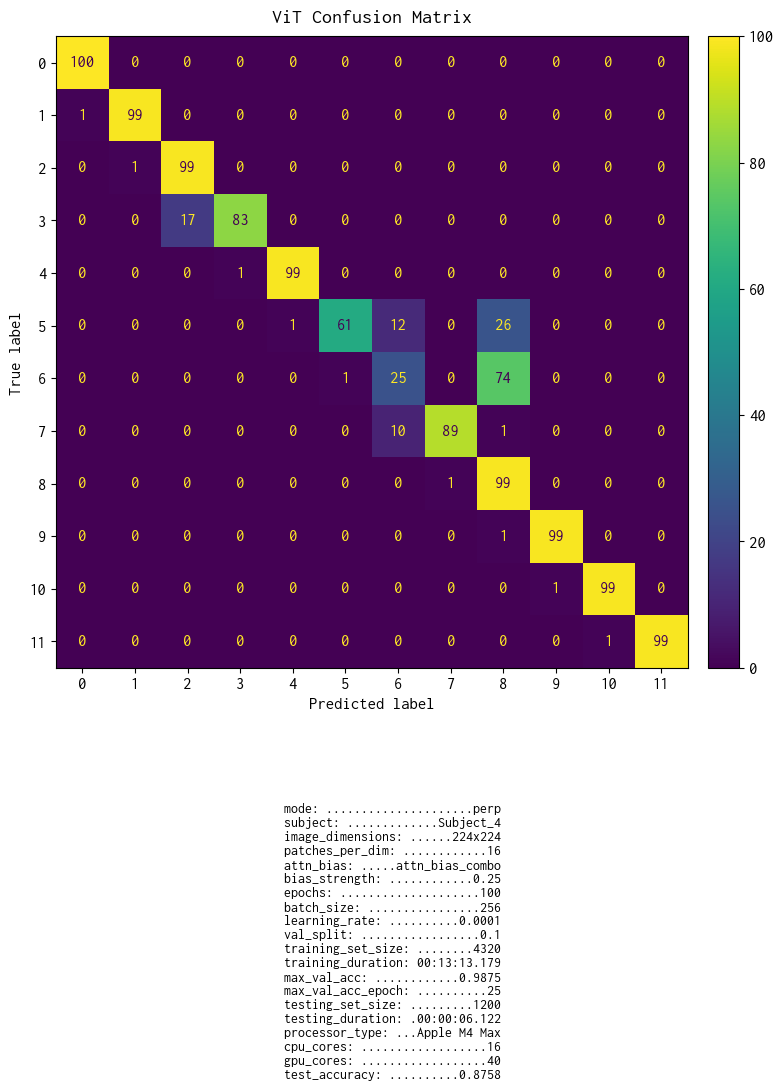 ViT Confusion Matrix
0 100 0 0 0 0 0 0 0 0 0 0 0 100
1 1 99 0 0 0 0 0 0 0 0 0 0
2 0 1 99 0 0 0 0 0 0 0 0 0
80
3 0 0 17 83 0 0 0 0 0 0 0 0
4 0 0 0 1 99 0 0 0 0 0 0 0
60
5 0 0 0 0 1 61 12 0 26 0 0 0
True label
6 0 0 0 0 0 1 25 0 74 0 0 0
40
7 0 0 0 0 0 0 10 89 1 0 0 0
8 0 0 0 0 0 0 0 1 99 0 0 0
9 0 0 0 0 0 0 0 0 1 99 0 0
20
10 0 0 0 0 0 0 0 0 0 1 99 0
11 0 0 0 0 0 0 0 0 0 0 1 99
0
0 1 2 3 4 5 6 7 8 9 10 11
Predicted label
mode: .....................perp
subject: .............Subject_4
image_dimensions: ......224x224
patches_per_dim: ............16
attn_bias: .....attn_bias_combo
bias_strength: ............0.25
epochs: ....................100
batch_size: ................256
learning_rate: ..........0.0001
val_split: .................0.1
training_set_size: ........4320
training_duration: 00:13:13.179
max_val_acc: ............0.9875
max_val_acc_epoch: ..........25
testing_set_size: .........1200
testing_duration: .00:00:06.122
processor_type: ...Apple M4 Max
cpu_cores: ..................16
gpu_cores: ..................40
test_accuracy: ..........0.8758